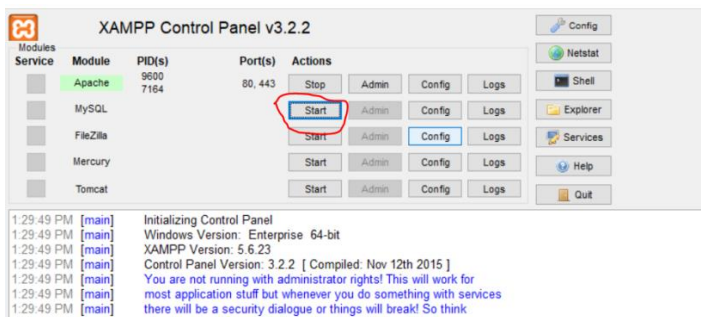 XAMPP Control Panel v3.2.2
Config
Modules
Netstat
Service Module PID(s) Port(s) Actions
Apache 9600 7164 80, 443 Stop Admin Config Logs
Shell
MySQL Start Admin Config Logs
Explorer
FileZilla Start Admin Config Logs
Services
Mercury Start Admin Config Logs
Help
Tomcat Start Admin Config Logs
Quit
1:29:49 PM [main] Initializing Control Panel
1:29:49 PM [main] Windows Version: Enterprise 64-bit
1:29:49 PM [main] XAMPP Version: 5.6.23
1:29:49 PM [main] Control Panel Version: 3.2.2 [ Compiled: Nov 12th 2015 ]
1:29:49 PM [main] You are not running with administrator rights! This will work for
1:29:49 PM [main] most application stuff but whenever you do something with services
1:29:49 PM [main] there will be a security dialogue or things will break! So think